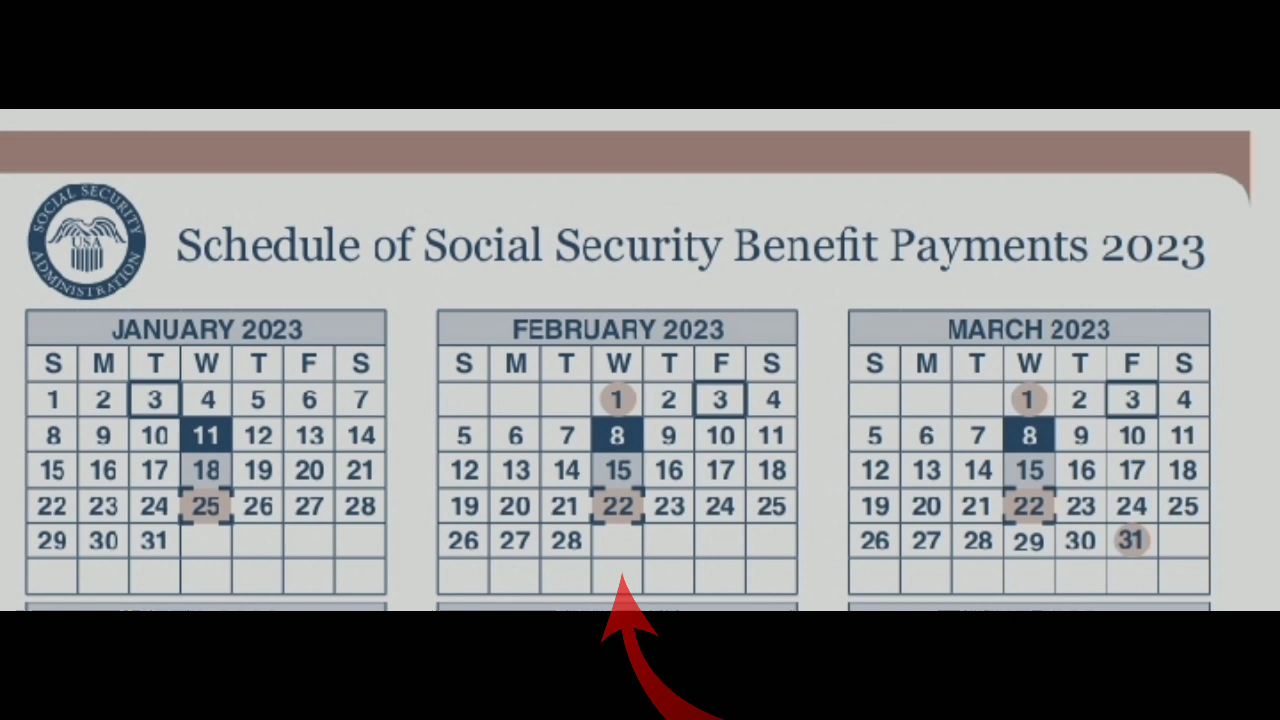 SOCIAL SECURITY
USA
ADMINISTRATION
Schedule of Social Security Benefit Payments 2023
JANUARY 2023
S M T W T F S
1 2 3 4 5 6 7
8 9 10 11 12 13 14
15 16 17 18 19 20 21
22 23 24 25 26 27 28
29 30 31
FEBRUARY 2023
S M T W T F S
1 2 3 4
5 6 7 8 9 10 11
12 13 14 15 16 17 18
19 20 21 22 23 24 25
26 27 28
MARCH 2023
S M T W T F S
1 2 3 4
5 6 7 8 9 10 11
12 13 14 15 16 17 18
19 20 21 22 23 24 25
26 27 28 29 30 31